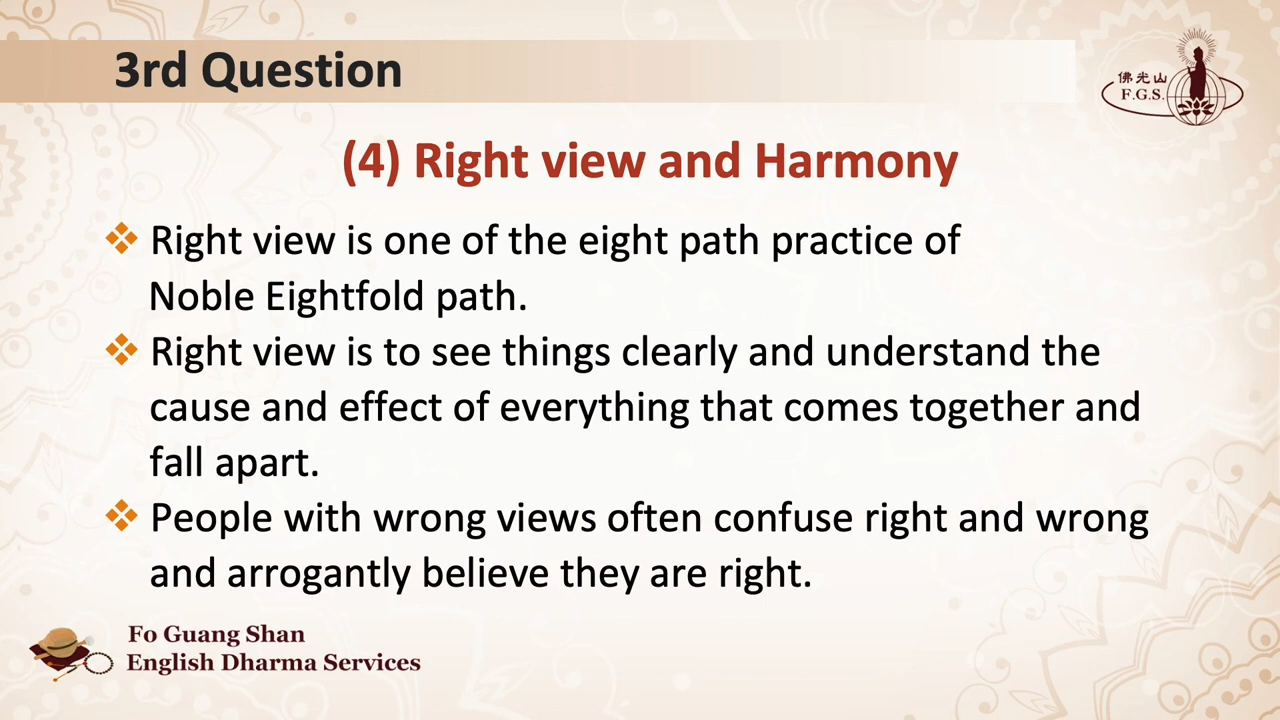 3rd Question
佛光山
F.G.S.
(4) Right view and Harmony
❖ Right view is one of the eight path practice of
Noble Eightfold path.
❖ Right view is to see things clearly and understand the
cause and effect of everything that comes together and
fall apart.
❖ People with wrong views often confuse right and wrong
and arrogantly believe they are right.
Fo Guang Shan
English Dharma Services